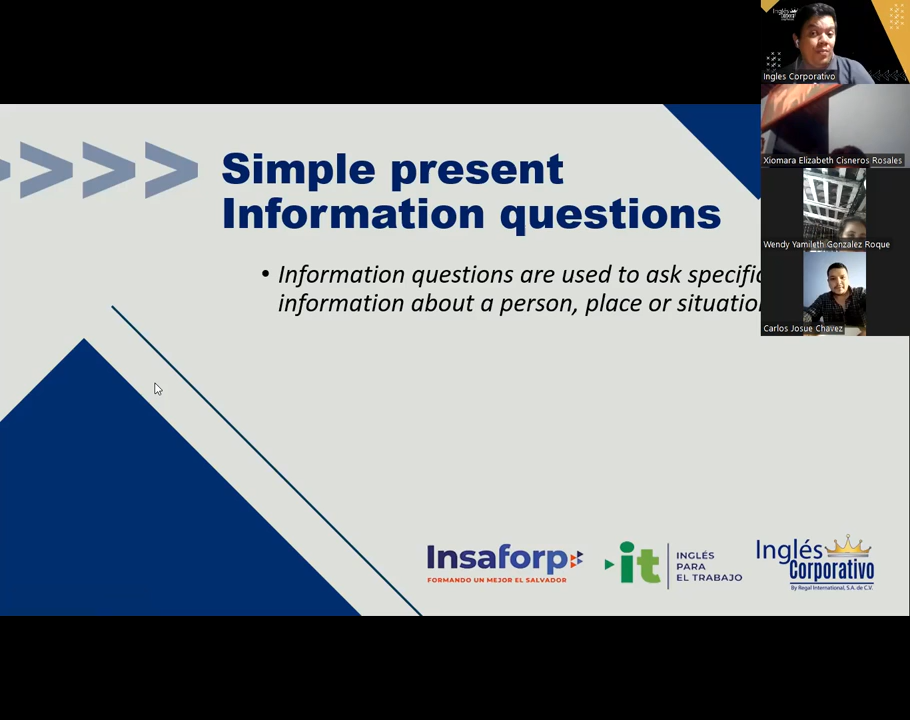 Simple present
Information questions
• Information questions are used to ask specific
information about a person, place or situation
Inglés
Corporativo
Ingles Corporativo
Xiomara Elizabeth Cisneros Rosales
Wendy Yamileth Gonzalez Roque
Carlos Josue Chavez
Insaforp
FORMANDO UN MEJOR EL SALVADOR
it
INGLÉS
PARA
EL TRABAJO
Inglés
Corporativo
By Regal International, S.A. de C.V.